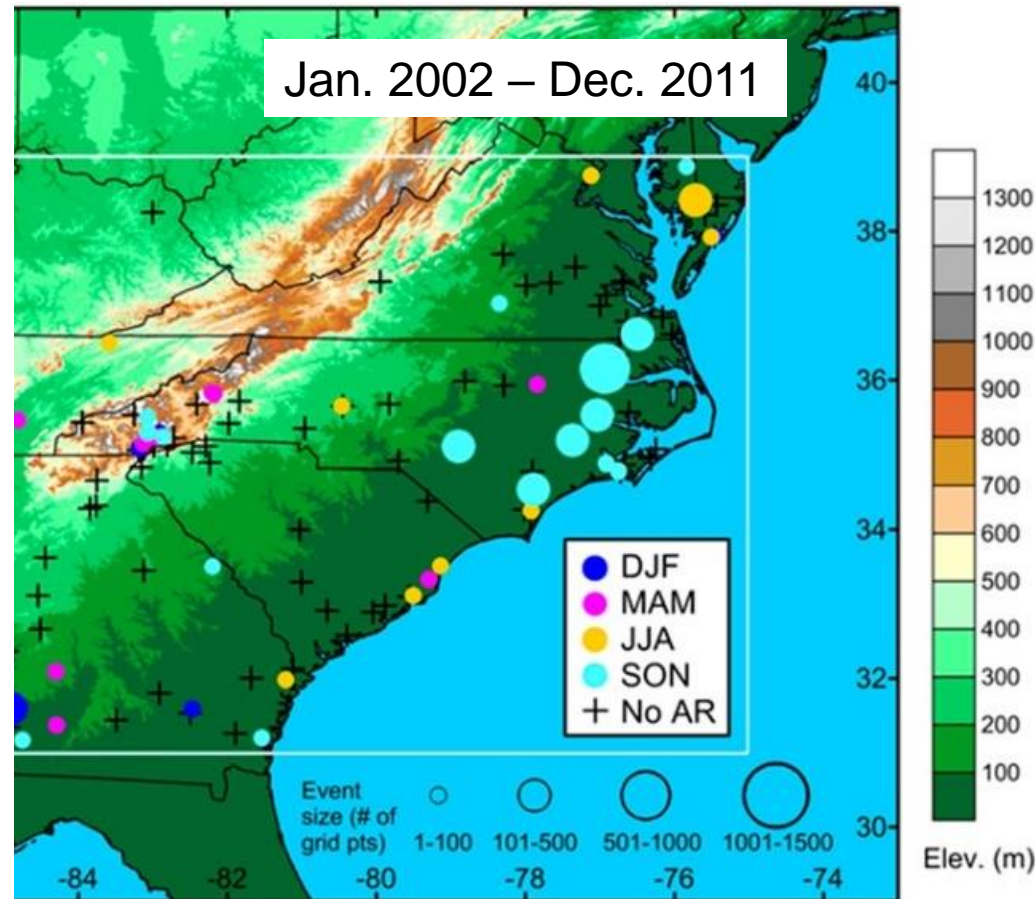 Jan. 2002 – Dec. 2011
40
38
36
34
32
30
-84
-82
-80
-78
-76
-74
DJF
MAM
JJA
SON
No AR
Event
size (# of
grid pts)
1-100
101-500
501-1000
1001-1500
1300
1200
1100
1000
900
800
700
600
500
400
300
200
100
Elev. (m)